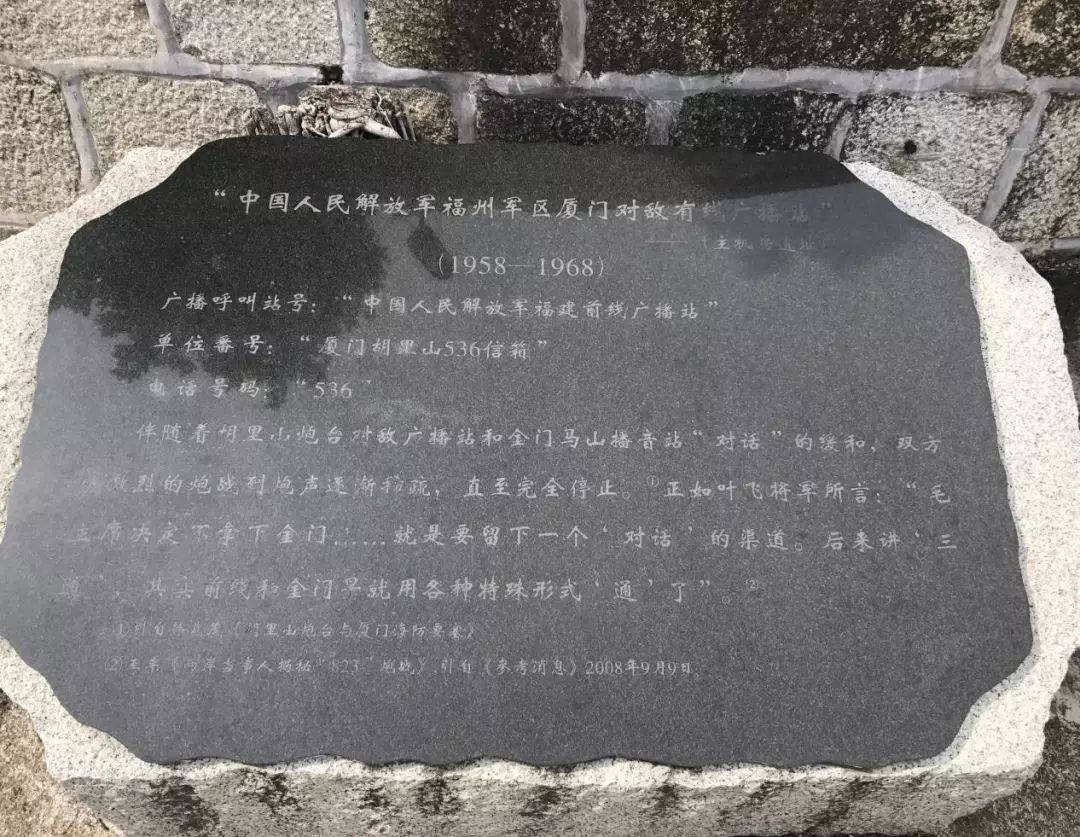 “中国人民解放军福州军区厦门对敌有线广播站”
——（主机房遗址
(1958—1968)
广播呼叫站号：“中国人民解放军福建前线广播站”
单位番号：“厦门胡里山536信箱”
电话号码：“536
伴随着胡里山炮台对敌广播站和金门马山播音站“对话”的缓和，双方
激烈的炮战到炮声逐渐稀疏，直至完全停止。①正如叶飞将军所言：“毛
主席决定不拿下金门……就是要留下一个‘对话’的渠道。后来讲‘三
通’，其实前线和金门早就用各种特殊形式‘通’了”。②
①引自 《胡里山炮台与厦门海防要塞》
②王 《两岸当事人揭秘“823”炮战》，引自《参考消息》2008年9月9日